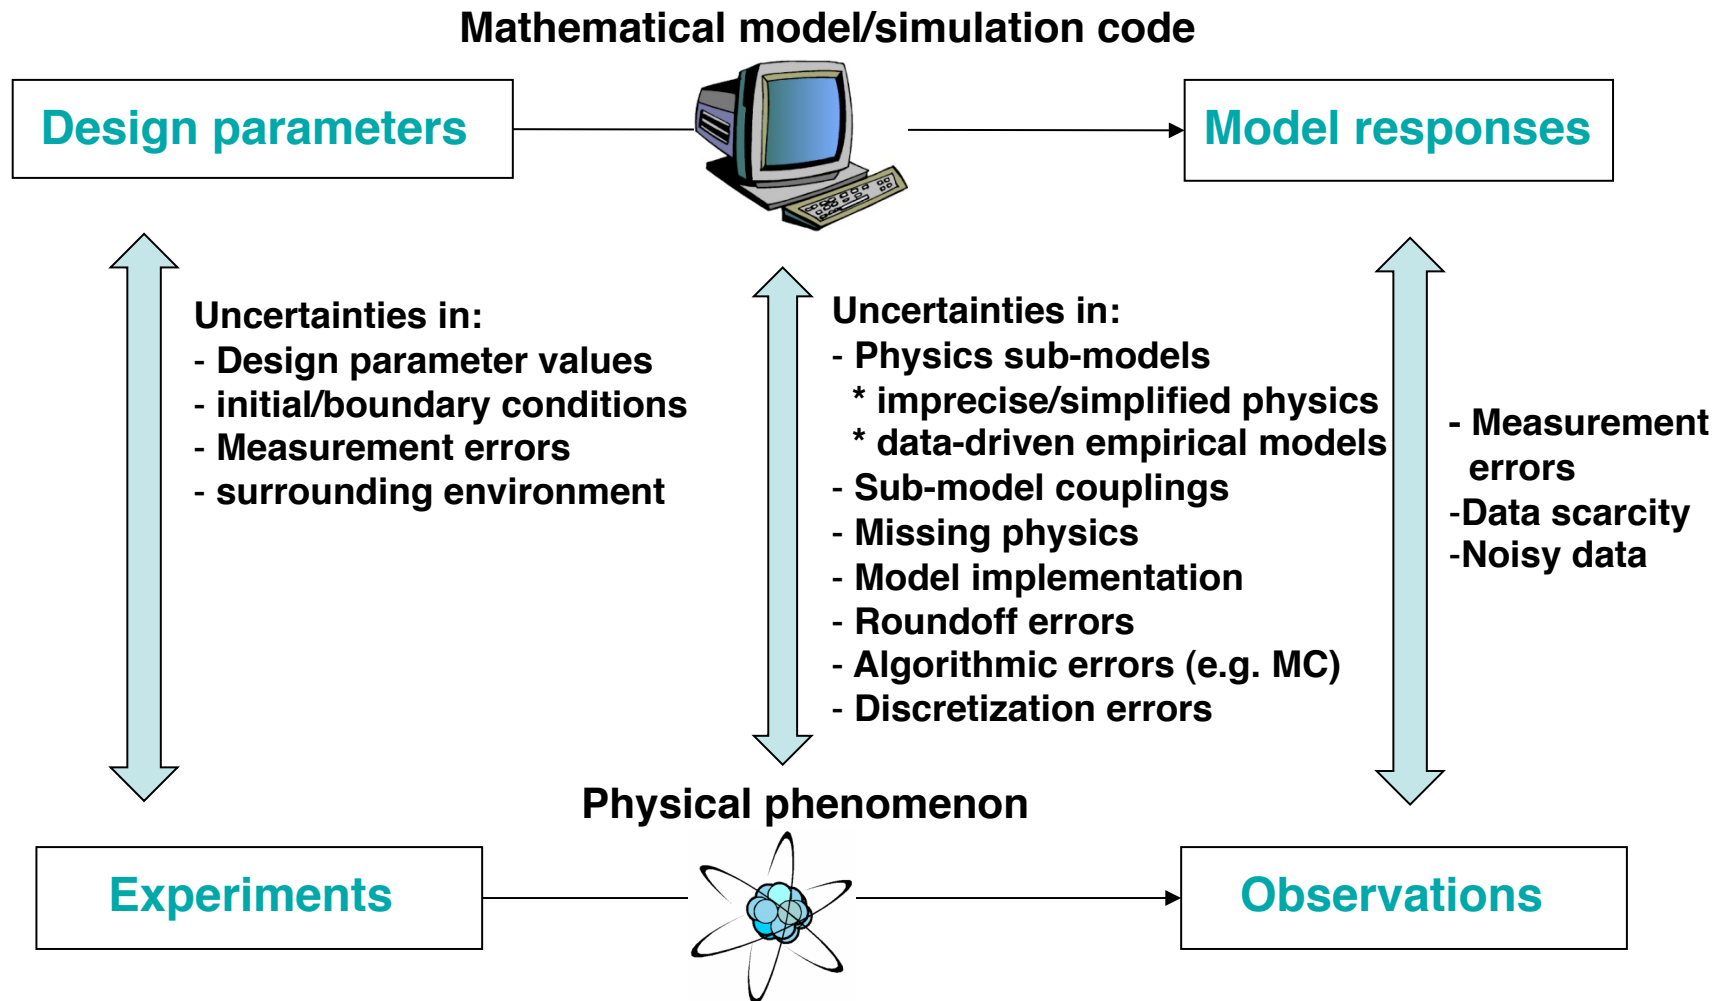 Mathematical model/simulation code
Design parameters
Model responses
Uncertainties in:
- Design parameter values
- initial/boundary conditions
- Measurement errors
- surrounding environment
Uncertainties in:
- Physics sub-models
* imprecise/simplified physics
* data-driven empirical models
- Sub-model couplings
- Missing physics
- Model implementation
- Roundoff errors
- Algorithmic errors (e.g. MC)
- Discretization errors
- Measurement
errors
-Data scarcity
-Noisy data
Physical phenomenon
Experiments
Observations